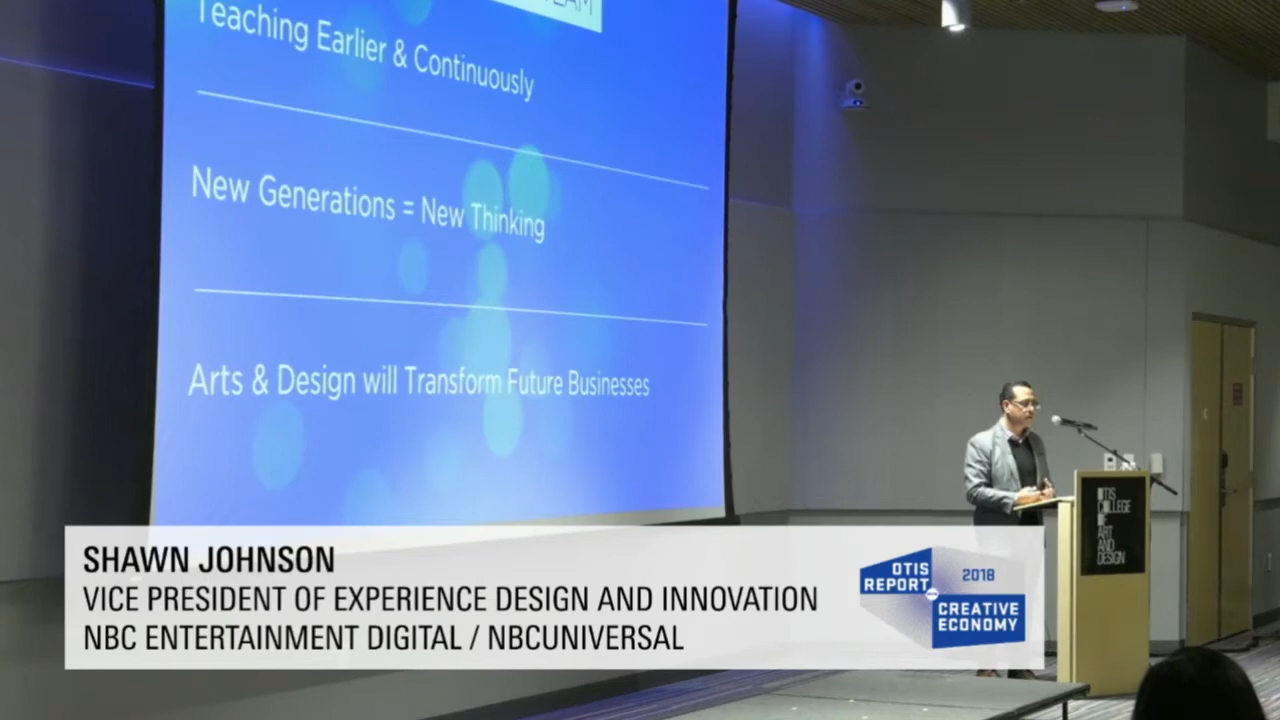 TEAM
Teaching Earlier & Continuously
New Generations = New Thinking
Arts & Design will Transform Future Businesses
OTIS
COLLEGE
OF
ART
AND
DESIGN
SHAWN JOHNSON
VICE PRESIDENT OF EXPERIENCE DESIGN AND INNOVATION
NBC ENTERTAINMENT DIGITAL / NBCUNIVERSAL
OTIS
REPORT
2018
CREATIVE
ECONOMY